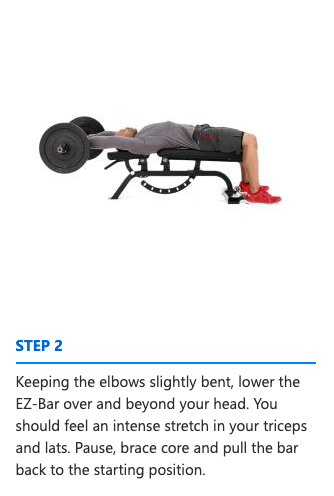 STEP 2
Keeping the elbows slightly bent, lower the
EZ-Bar over and beyond your head. You
should feel an intense stretch in your triceps
and lats. Pause, brace core and pull the bar
back to the starting position.